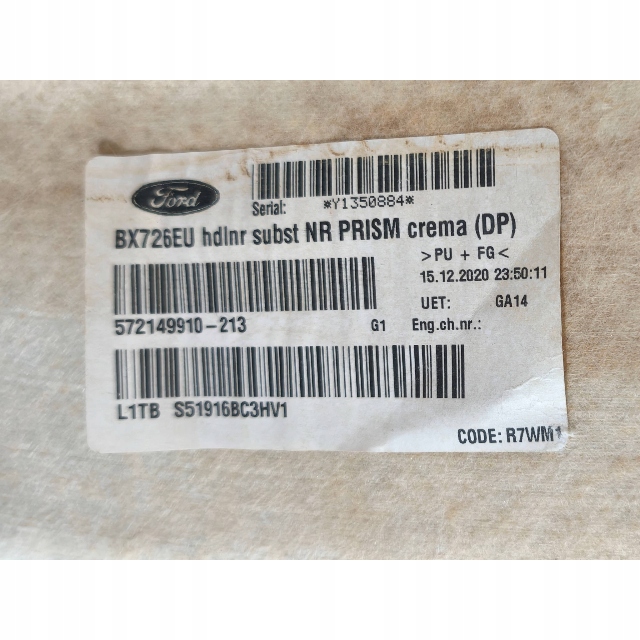 Ford
Serial: *Y1350884*
BX726EU hdlnr subst NR PRISM crema (DP)
>PU + FG<
15.12.2020 23:50:11
UET: GA14
572149910-213 G1 Eng.ch.nr.:
L1TB S51916BC3HV1
CODE: R7WM1